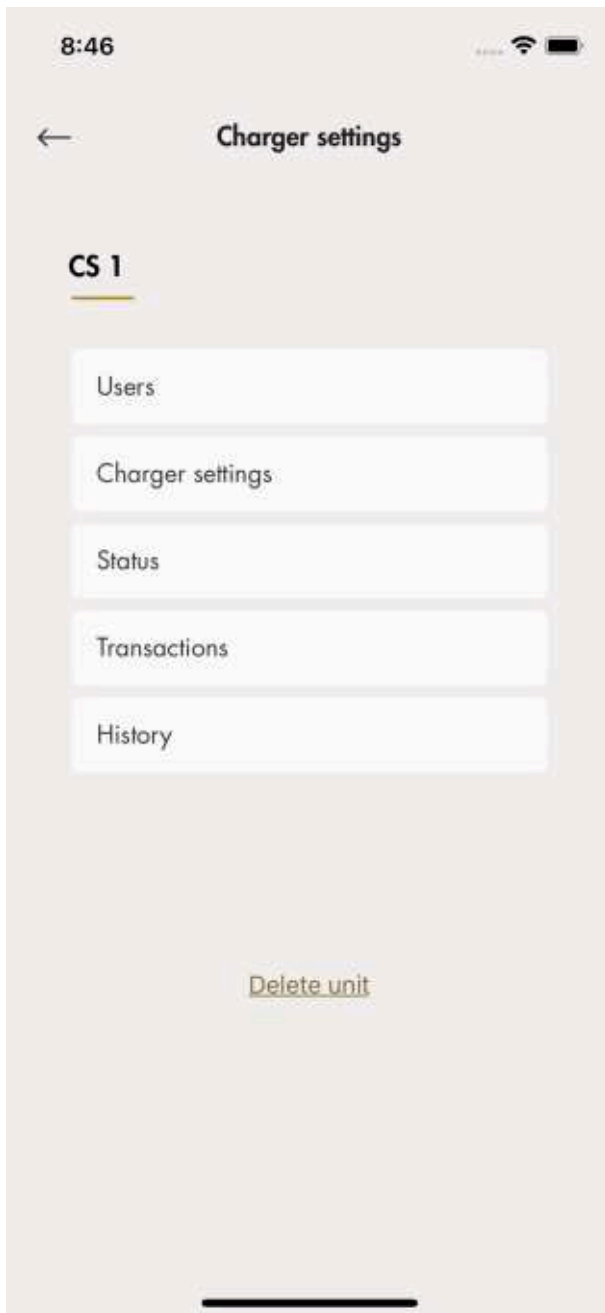 8:46
Charger settings
CS 1
Users
Charger settings
Status
Transactions
History
Delete unit